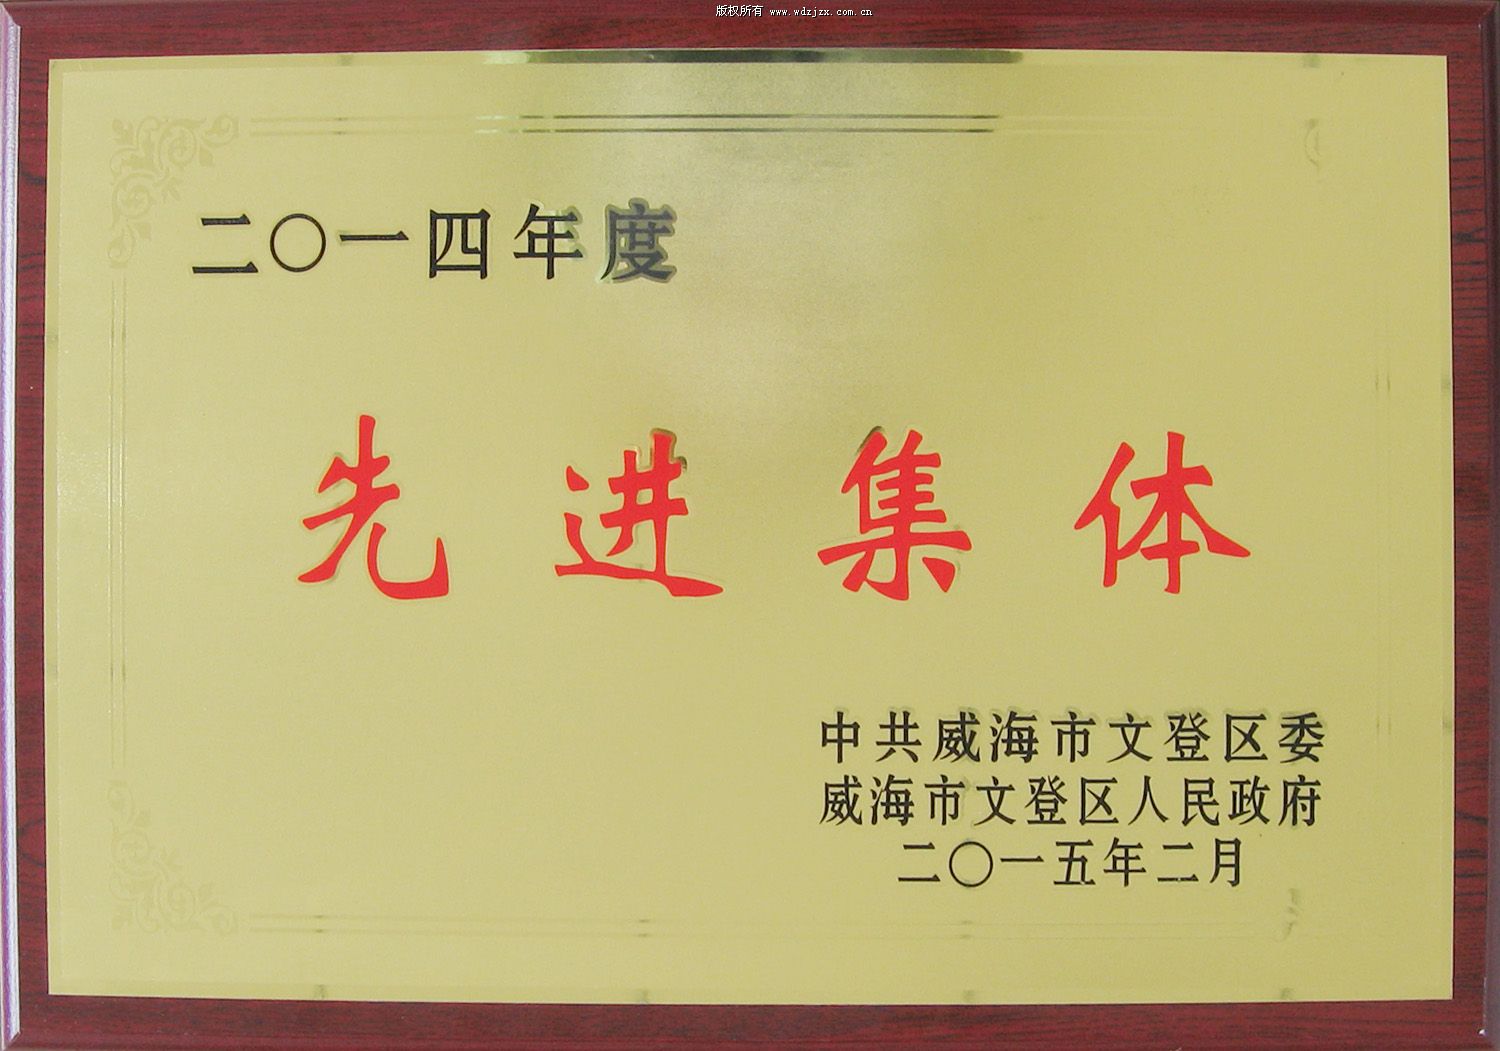 版权所有 www.wdzjzx.com.cn
二〇一四年度
先进集体
中共威海市文登区委
威海市文登区人民政府
二〇一五年二月